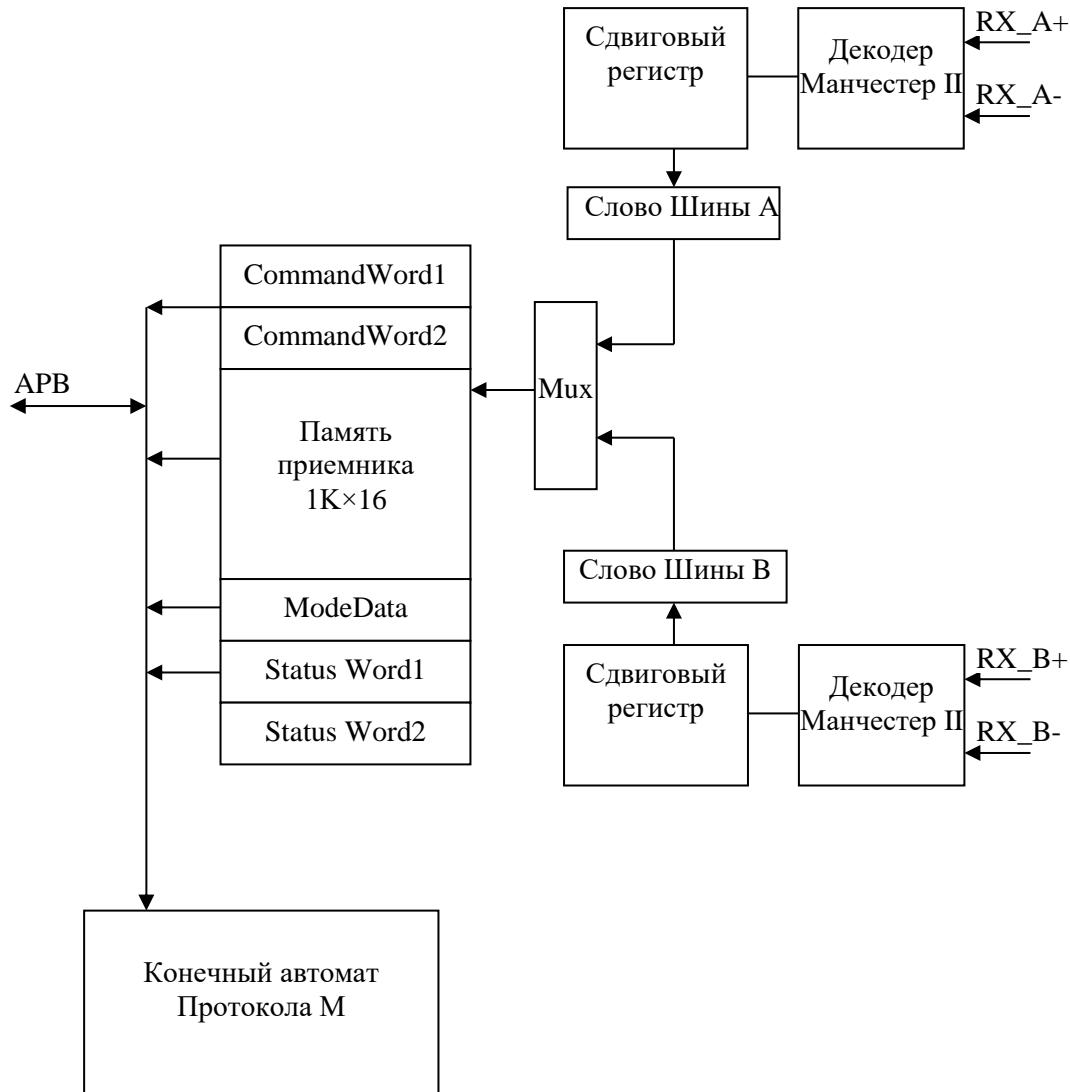 Сдвиговый
регистр
Декодер
Манчестер II
RX_A+
RX_A-
Слово Шины А
CommandWord1
CommandWord2
Память
приемника
1K×16
ModeData
Status Word1
Status Word2
APB
Mux
Слово Шины В
Сдвиговый
регистр
Декодер
Манчестер II
RX_B+
RX_B-
Конечный автомат
Протокола М